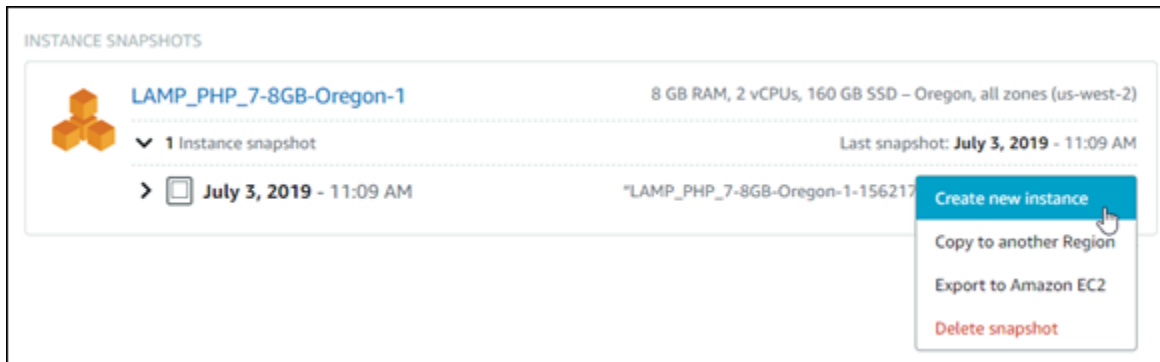 INSTANCE SNAPSHOTS
LAMP_PHP_7-8GB-Oregon-1
8 GB RAM, 2 vCPUs, 160 GB SSD – Oregon, all zones (us-west-2)
1 Instance snapshot
Last snapshot: July 3, 2019 - 11:09 AM
July 3, 2019 - 11:09 AM
"LAMP_PHP_7-8GB-Oregon-1-156217
Create new instance
Copy to another Region
Export to Amazon EC2
Delete snapshot